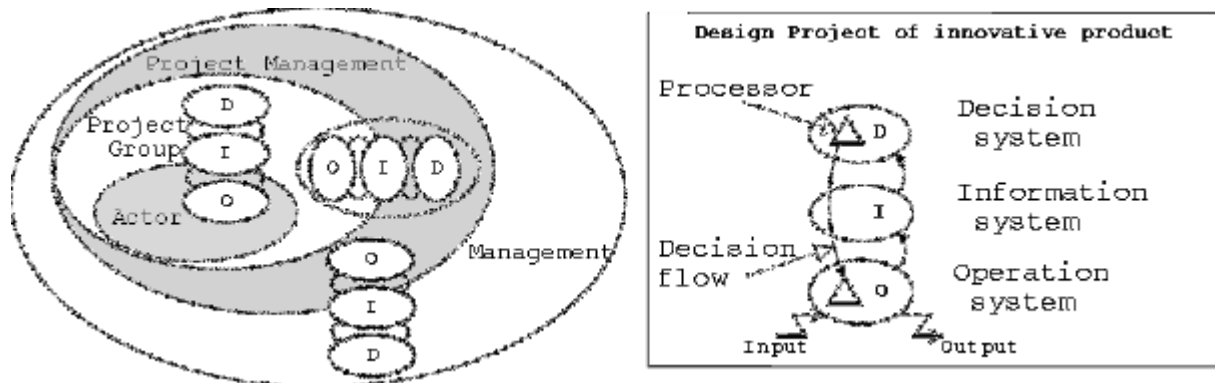 Project Management
D
Project
Group
I
O
I
D
Actor
O
Management
O
I
D
Design Project of innovative product
Processor
D
Decision
system
I
Information
system
Decision
flow
O
Operation
system
Input
Output